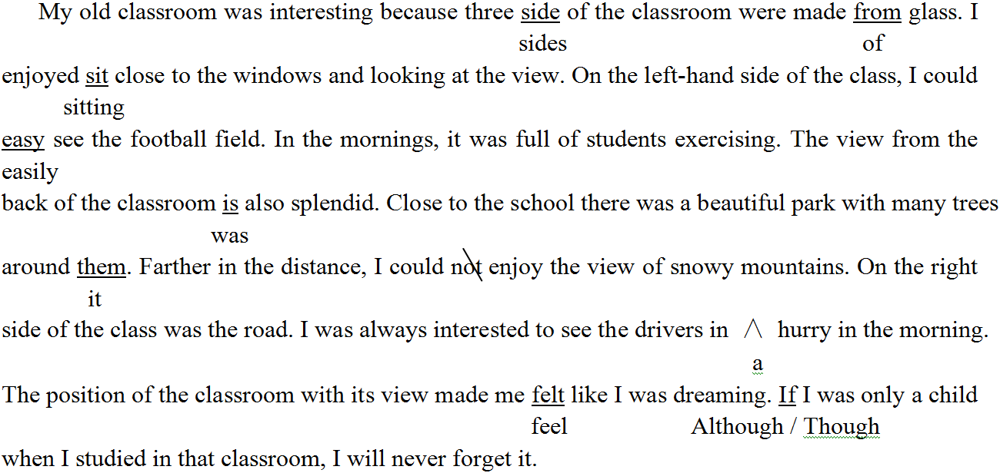 My old classroom was interesting because three side of the classroom were made from glass. I
sides of
enjoyed sit close to the windows and looking at the view. On the left-hand side of the class, I could
sitting
easy see the football field. In the mornings, it was full of students exercising. The view from the
easily
back of the classroom is also splendid. Close to the school there was a beautiful park with many trees
was
around them. Farther in the distance, I could not enjoy the view of snowy mountains. On the right
it
side of the class was the road. I was always interested to see the drivers in ∧ hurry in the morning.
a
The position of the classroom with its view made me felt like I was dreaming. If I was only a child
feel Although / Though
when I studied in that classroom, I will never forget it.